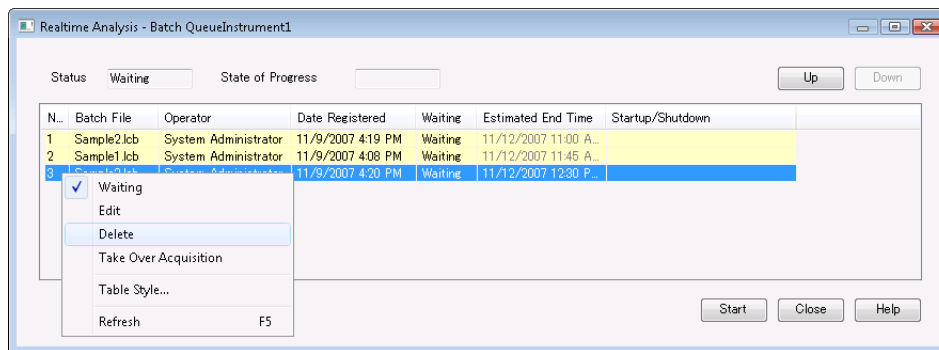 Realtime Analysis - Batch QueueInstrument1
Status Waiting State of Progress Up Down
N... Batch File Operator Date Registered Waiting Estimated End Time Startup/Shutdown
1 Sample2.lcb System Administrator 11/9/2007 4:19 PM Waiting 11/12/2007 11:00 A...
2 Sample1.lcb System Administrator 11/9/2007 4:08 PM Waiting 11/12/2007 11:45 A...
3 11/9/2007 4:20 PM Waiting 11/12/2007 12:30 P...
Waiting
Edit
Delete
Take Over Acquisition
Table Style...
Refresh F5
Start Close Help